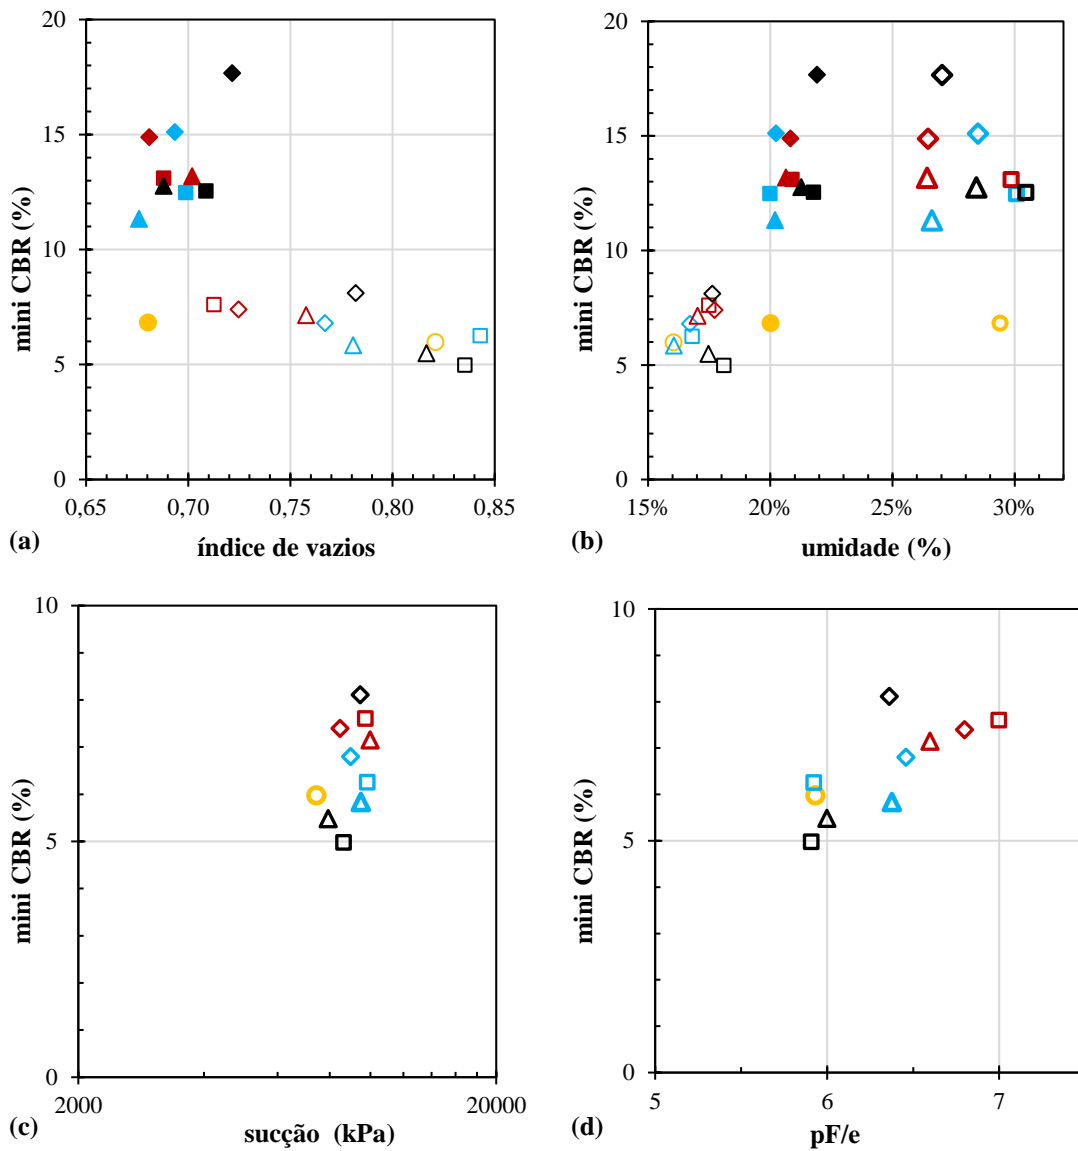 20
15
10
5
0
mini CBR (%)
0,65 0,70 0,75 0,80 0,85
(a) índice de vazios
20
15
10
5
0
mini CBR (%)
15% 20% 25% 30%
(b) umidade (%)
10
5
0
mini CBR (%)
2000 20000
(c) sucção (kPa)
10
5
0
mini CBR (%)
5 6 7
(d) pF/e